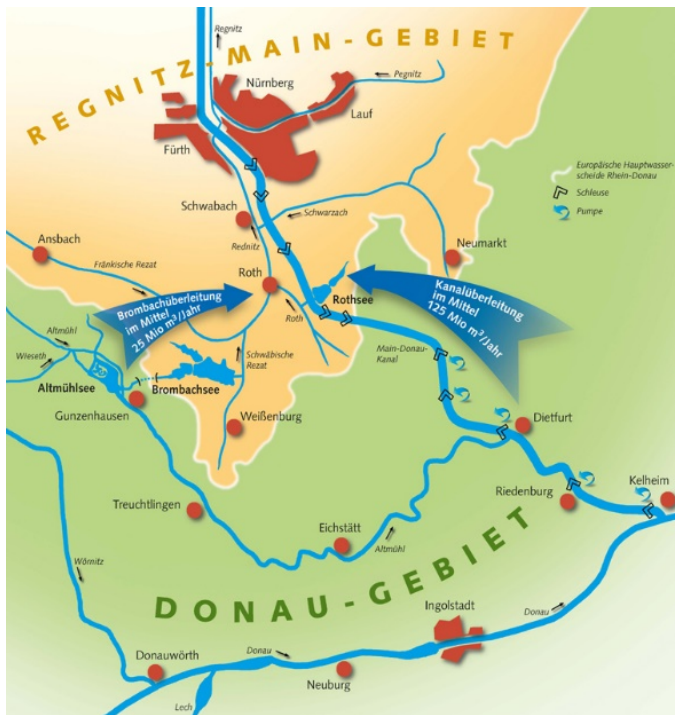 REGNITZ-MAIN-GEBIET
Regnitz
Pegnitz
Nürnberg
Lauf
Fürth
Europäische Hauptwasser-
scheide Rhein-Donau
Schleuse
Pumpe
Schwabach
Schwarzach
Rednitz
Neumarkt
Ansbach
Fränkische Rezat
Roth
Rothsee
Brombachüberleitung
im Mittel
25 Mio m³/Jahr
Kanalüberleitung
im Mittel
125 Mio m³/Jahr
Roth
Altmühl
Wieseth
Schwäbische
Rezat
Main-Donau-
Kanal
Altmühlsee
Brombachsee
Gunzenhausen
Weißenburg
Dietfurt
Riedenburg
Kelheim
Treuchtlingen
Eichstätt
Altmühl
Wörnitz
DONAU-GEBIET
Ingolstadt
Donau
Donauwörth
Donau
Neuburg
Lech